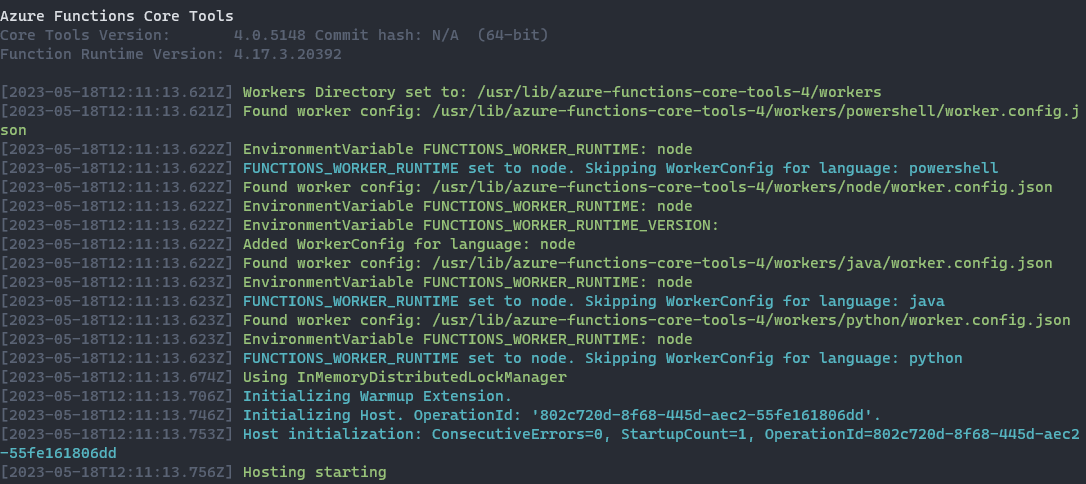 Azure Functions Core Tools
Core Tools Version:       4.0.5148 Commit hash: N/A  (64-bit)
Function Runtime Version: 4.17.3.20392
[2023-05-18T12:11:13.621Z] Workers Directory set to: /usr/lib/azure-functions-core-tools-4/workers
[2023-05-18T12:11:13.621Z] Found worker config: /usr/lib/azure-functions-core-tools-4/workers/powershell/worker.config.j
son
[2023-05-18T12:11:13.622Z] EnvironmentVariable FUNCTIONS_WORKER_RUNTIME: node
[2023-05-18T12:11:13.622Z] FUNCTIONS_WORKER_RUNTIME set to node. Skipping WorkerConfig for language: powershell
[2023-05-18T12:11:13.622Z] Found worker config: /usr/lib/azure-functions-core-tools-4/workers/node/worker.config.json
[2023-05-18T12:11:13.622Z] EnvironmentVariable FUNCTIONS_WORKER_RUNTIME: node
[2023-05-18T12:11:13.622Z] EnvironmentVariable FUNCTIONS_WORKER_RUNTIME_VERSION:
[2023-05-18T12:11:13.622Z] Added WorkerConfig for language: node
[2023-05-18T12:11:13.622Z] Found worker config: /usr/lib/azure-functions-core-tools-4/workers/java/worker.config.json
[2023-05-18T12:11:13.622Z] EnvironmentVariable FUNCTIONS_WORKER_RUNTIME: node
[2023-05-18T12:11:13.623Z] FUNCTIONS_WORKER_RUNTIME set to node. Skipping WorkerConfig for language: java
[2023-05-18T12:11:13.623Z] Found worker config: /usr/lib/azure-functions-core-tools-4/workers/python/worker.config.json
[2023-05-18T12:11:13.623Z] EnvironmentVariable FUNCTIONS_WORKER_RUNTIME: node
[2023-05-18T12:11:13.623Z] FUNCTIONS_WORKER_RUNTIME set to node. Skipping WorkerConfig for language: python
[2023-05-18T12:11:13.674Z] Using InMemoryDistributedLockManager
[2023-05-18T12:11:13.706Z] Initializing Warmup Extension.
[2023-05-18T12:11:13.746Z] Initializing Host. OperationId: '802c720d-8f68-445d-aec2-55fe161806dd'.
[2023-05-18T12:11:13.753Z] Host initialization: ConsecutiveErrors=0, StartupCount=1, OperationId=802c720d-8f68-445d-aec2
-55fe161806dd
[2023-05-18T12:11:13.756Z] Hosting starting